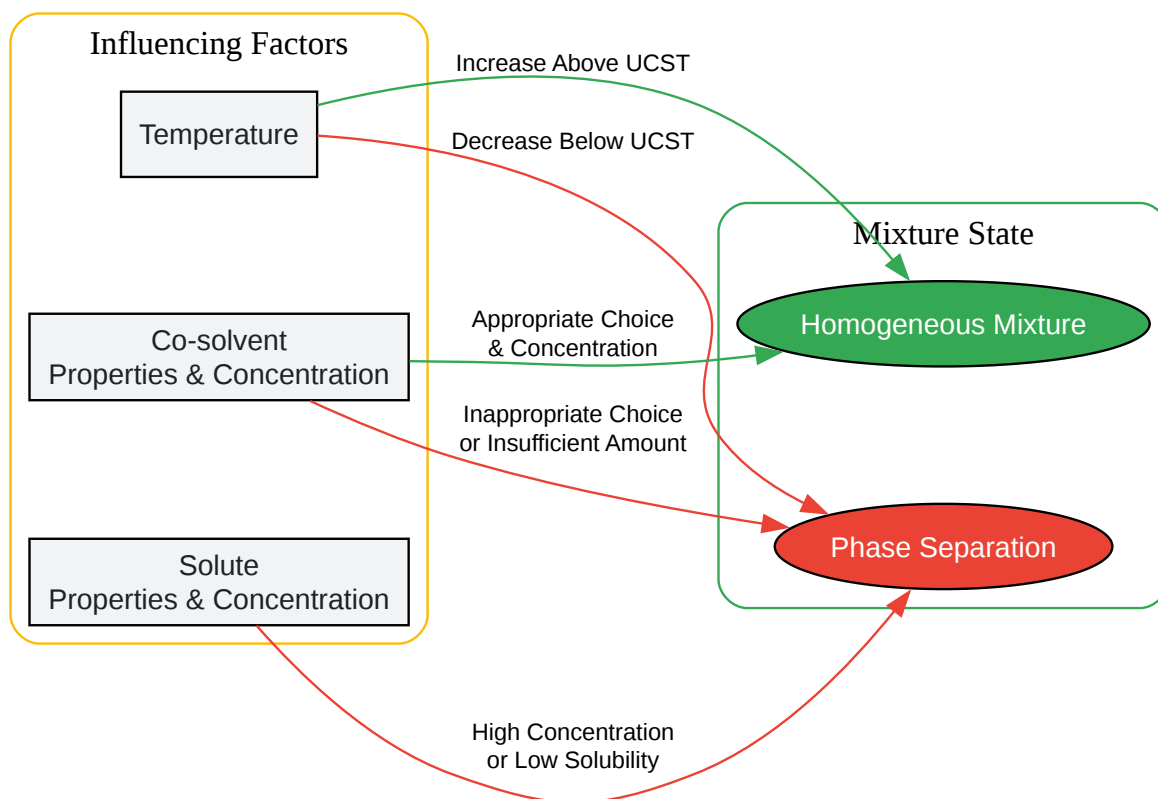 Influencing Factors
Temperature
Co-solvent
Properties & Concentration
Solute
Properties & Concentration
Increase Above UCST
Decrease Below UCST
Appropriate Choice
& Concentration
Inappropriate Choice
or Insufficient Amount
High Concentration
or Low Solubility
Mixture State
Homogeneous Mixture
Phase Separation